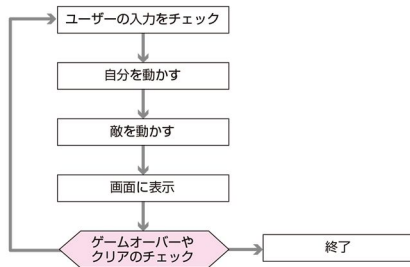 ユーザーの入力をチェック
自分を動かす
敵を動かす
画面に表示
ゲームオーバーや
クリアのチェック
終了